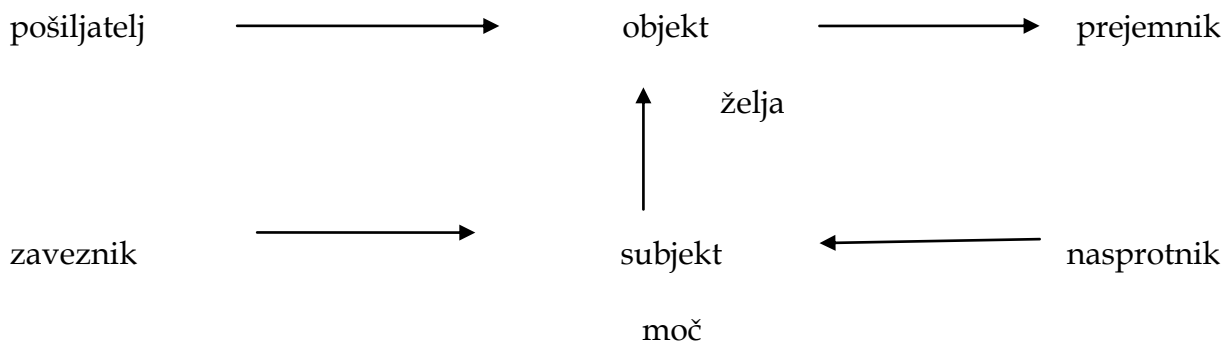 pošiljatelj objekt prejemnik
želja
zaveznik subjekt nasprotnik
moč